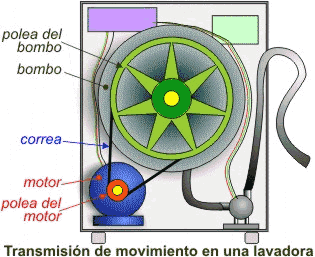 polea del
bombo
bombo
correa
motor
polea del
motor
Transmisión de movimiento en una lavadora